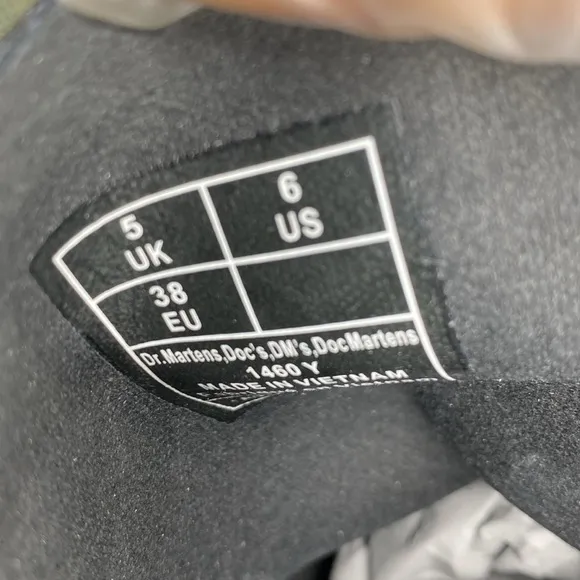 5
UK
6
US
38
EU
Dr.Martens,Doc's,DM's,DocMartens
1460 Y
MADE IN VIETNAM